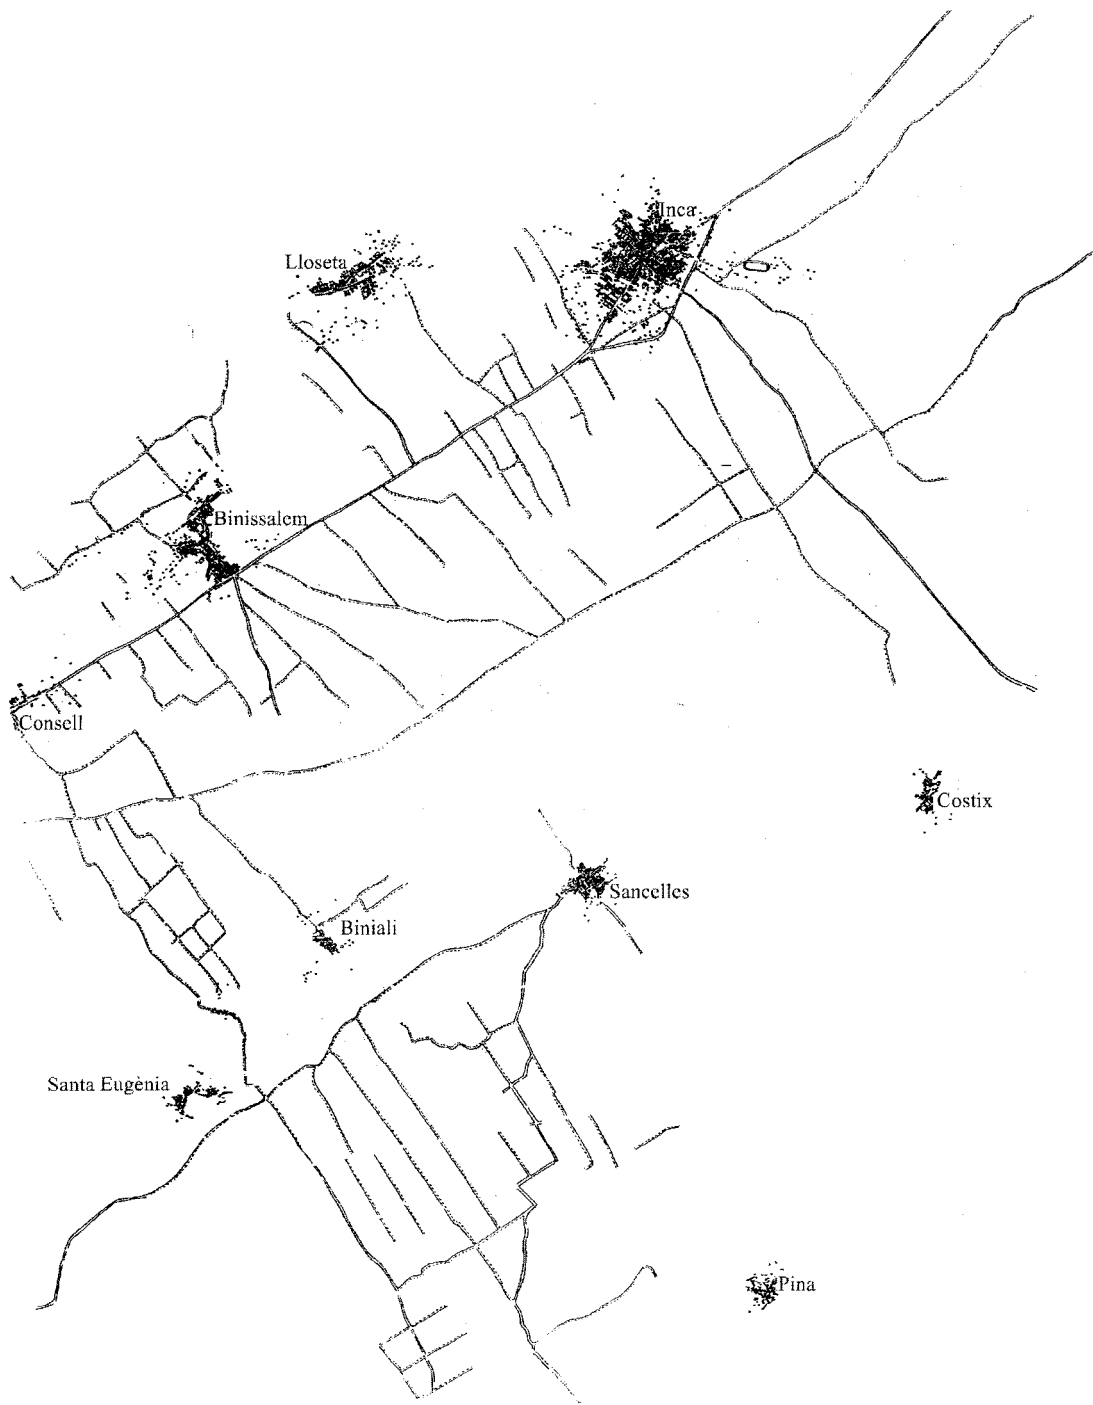 Inca
Lloseta
Binissalem
Consell
Costix
Sancelles
Biniali
Santa Eugènia
Pina